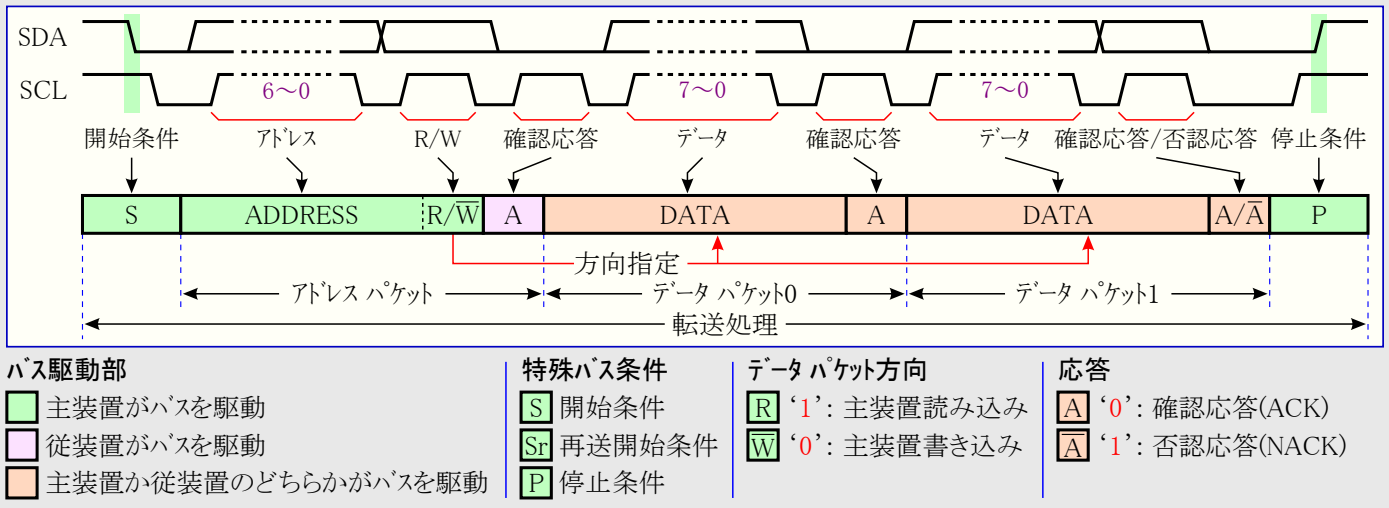 SDA
SCL
6～0 7～0 7～0
開始条件 アドレス R/W 確認応答 データ 確認応答 データ 確認応答/否認応答 停止条件
S ADDRESS R/W̅ A DATA A DATA A/A̅ P
方向指定
アドレス パケット データ パケット0 データ パケット1
転送処理
バス駆動部
主装置がバスを駆動
従装置がバスを駆動
主装置か従装置のどちらかがバスを駆動
特殊バス条件
S 開始条件
Sr 再送開始条件
P 停止条件
データ パケット方向
R ‘1’: 主装置読み込み
W̅ ‘0’: 主装置書き込み
応答
A ‘0’: 確認応答(ACK)
A̅ ‘1’: 否認応答(NACK)